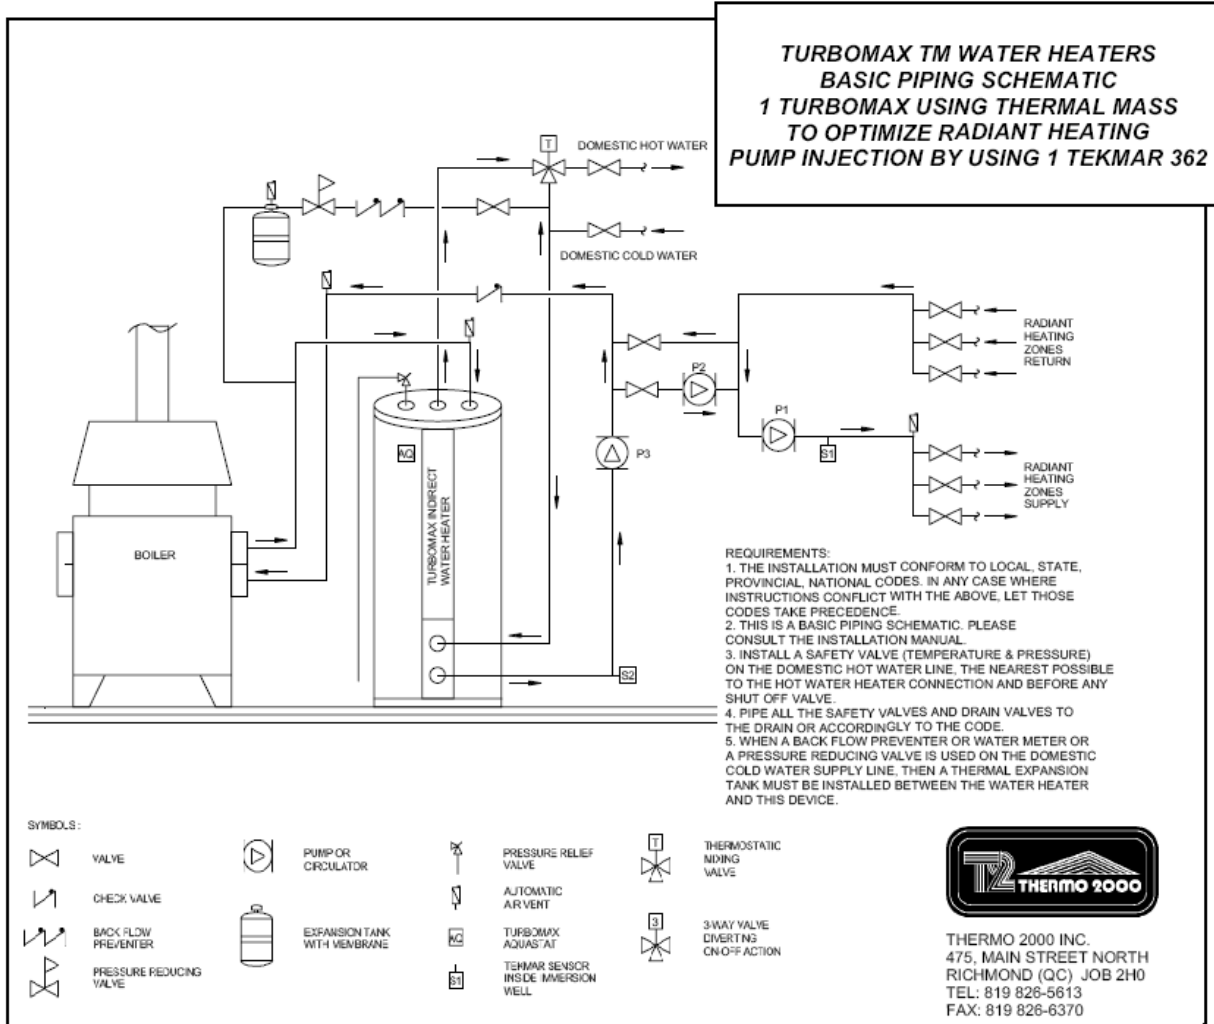 TURBOMAX TM WATER HEATERS
BASIC PIPING SCHEMATIC
1 TURBOMAX USING THERMAL MASS
TO OPTIMIZE RADIANT HEATING
PUMP INJECTION BY USING 1 TEKMAR 362
T
DOMESTIC HOT WATER
DOMESTIC COLD WATER
RADIANT
HEATING
ZONES
RETURN
P2
P1
S1
P3
RADIANT
HEATING
ZONES
SUPPLY
AQ
TURBOMAX INDIRECT
WATER HEATER
BOILER
S2
REQUIREMENTS:
1. THE INSTALLATION MUST CONFORM TO LOCAL, STATE,
PROVINCIAL, NATIONAL CODES. IN ANY CASE WHERE
INSTRUCTIONS CONFLICT WITH THE ABOVE, LET THOSE
CODES TAKE PRECEDENCE.
2. THIS IS A BASIC PIPING SCHEMATIC. PLEASE
CONSULT THE INSTALLATION MANUAL.
3. INSTALL A SAFETY VALVE (TEMPERATURE & PRESSURE)
ON THE DOMESTIC HOT WATER LINE, THE NEAREST POSSIBLE
TO THE HOT WATER HEATER CONNECTION AND BEFORE ANY
SHUT OFF VALVE.
4. PIPE ALL THE SAFETY VALVES AND DRAIN VALVES TO
THE DRAIN OR ACCORDINGLY TO THE CODE.
5. WHEN A BACK FLOW PREVENTER OR WATER METER OR
A PRESSURE REDUCING VALVE IS USED ON THE DOMESTIC
COLD WATER SUPPLY LINE, THEN A THERMAL EXPANSION
TANK MUST BE INSTALLED BETWEEN THE WATER HEATER
AND THIS DEVICE.
SYMBOLS :
VALVE
CHECK VALVE
BACK FLOW
PREVENTER
PRESSURE REDUCING
VALVE
PUMP OR
CIRCULATOR
EXPANSION TANK
WITH MEMBRANE
PRESSURE RELIEF
VALVE
AUTOMATIC
AIR VENT
AQ
TURBOMAX
AQUASTAT
S1
TEKMAR SENSOR
INSIDE IMMERSION
WELL
T
THERMOSTATIC
MIXING
VALVE
3
3-WAY VALVE
DIVERTING
ON-OFF ACTION
T2
THERMO 2000
THERMO 2000 INC.
475, MAIN STREET NORTH
RICHMOND (QC) JOB 2H0
TEL: 819 826-5613
FAX: 819 826-6370